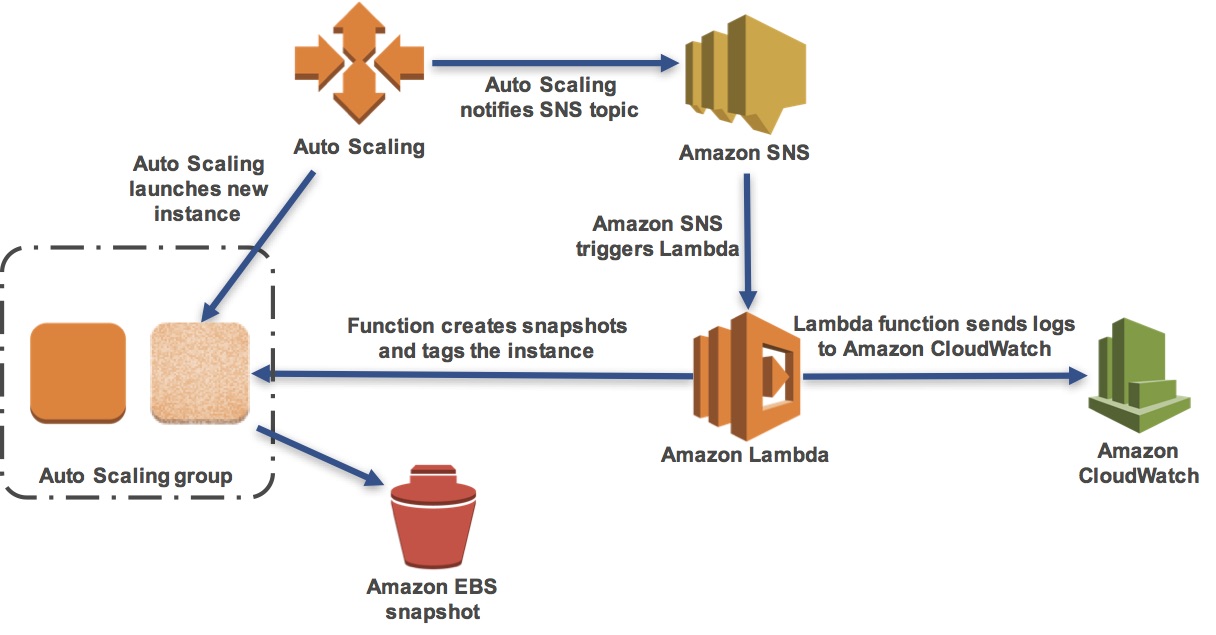 Auto Scaling
notifies SNS topic
Auto Scaling
Amazon SNS
Auto Scaling
launches new
instance
Amazon SNS
triggers Lambda
Function creates snapshots
and tags the instance
Lambda function sends logs
to Amazon CloudWatch
Auto Scaling group
Amazon Lambda
Amazon
CloudWatch
Amazon EBS
snapshot